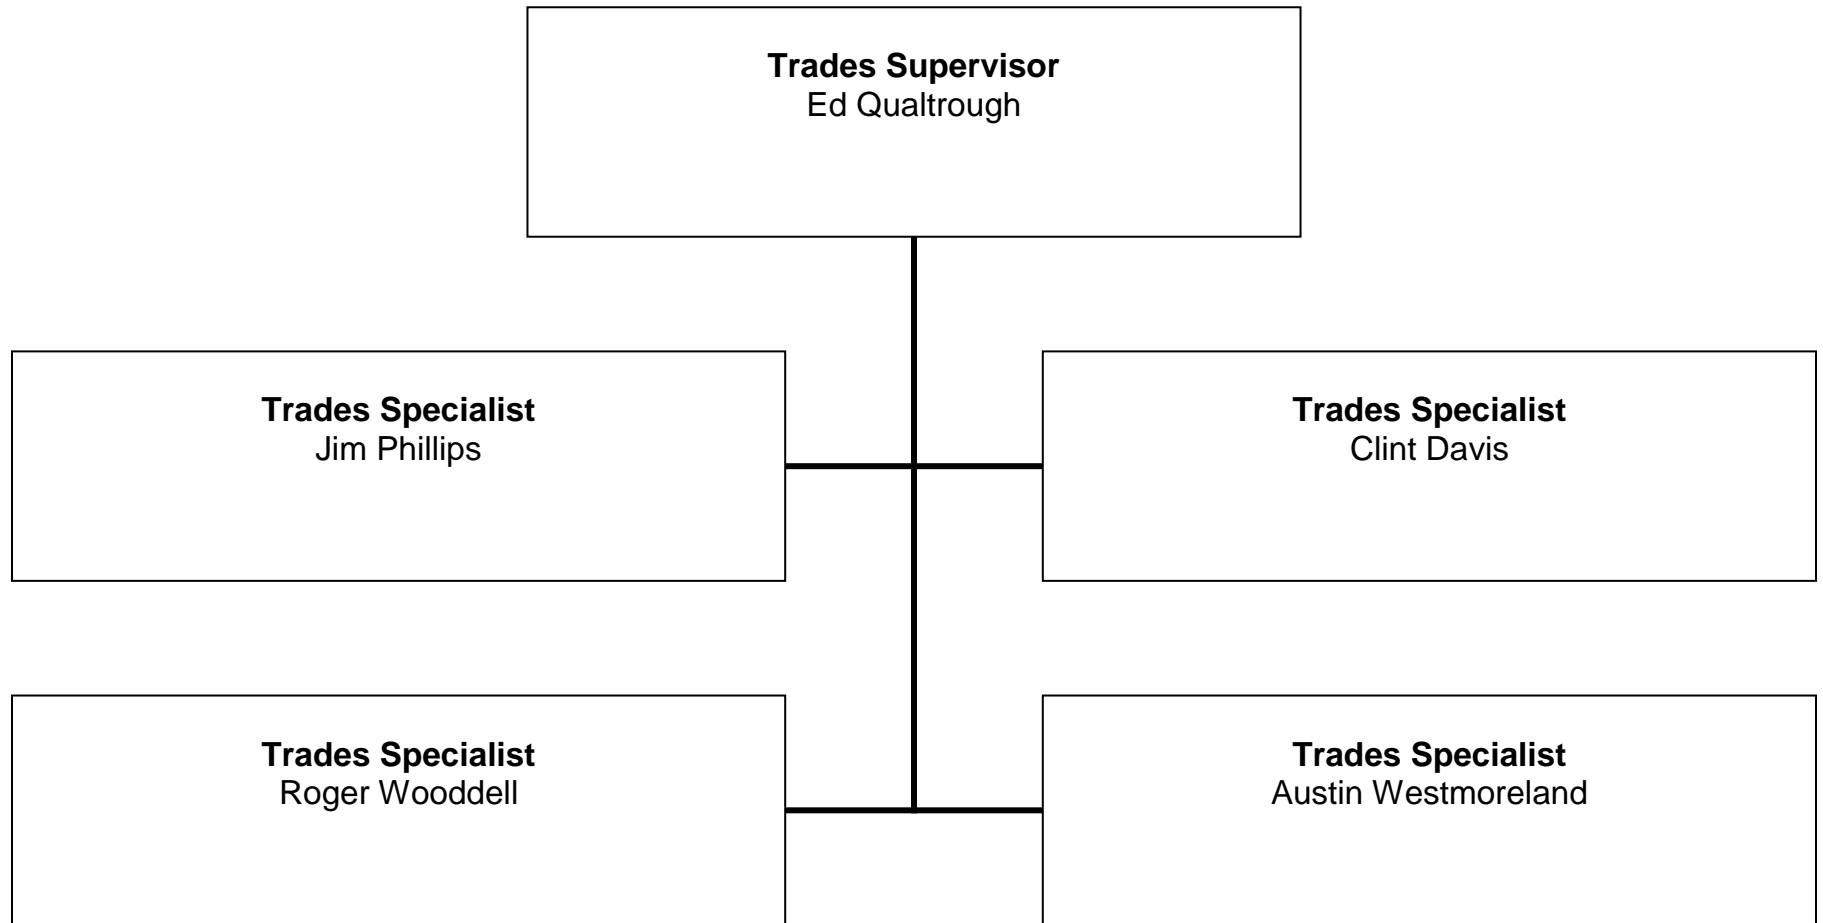 Trades Supervisor
Ed Qualtrough
Trades Specialist
Jim Phillips
Trades Specialist
Clint Davis
Trades Specialist
Roger Wooddell
Trades Specialist
Austin Westmoreland